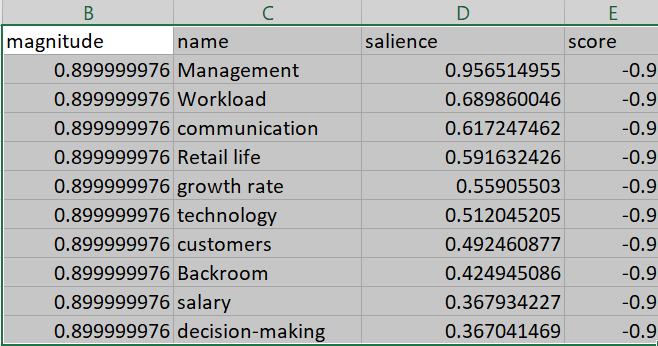 B C D E
magnitude name salience score
0.899999976 Management 0.956514955 -0.9
0.899999976 Workload 0.689860046 -0.9
0.899999976 communication 0.617247462 -0.9
0.899999976 Retail life 0.591632426 -0.9
0.899999976 growth rate 0.55905503 -0.9
0.899999976 technology 0.512045205 -0.9
0.899999976 customers 0.492460877 -0.9
0.899999976 Backroom 0.424945086 -0.9
0.899999976 salary 0.367934227 -0.9
0.899999976 decision-making 0.367041469 -0.9